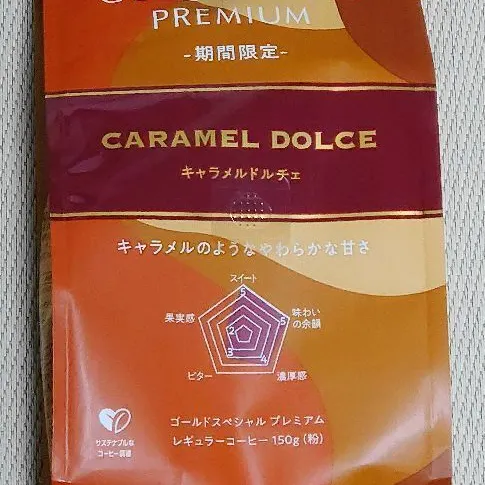 PREMIUM
-期間限定-
CARAMEL DOLCE
キャラメルドルチェ
キャラメルのようなやわらかな甘さ
スイート
5
果実感
2
5
味わい
の余韻
3
4
ビター
濃厚感
ゴールドスペシャル プレミアム
レギュラーコーヒー 150g(粉)
サステナブルな
コーヒー調達